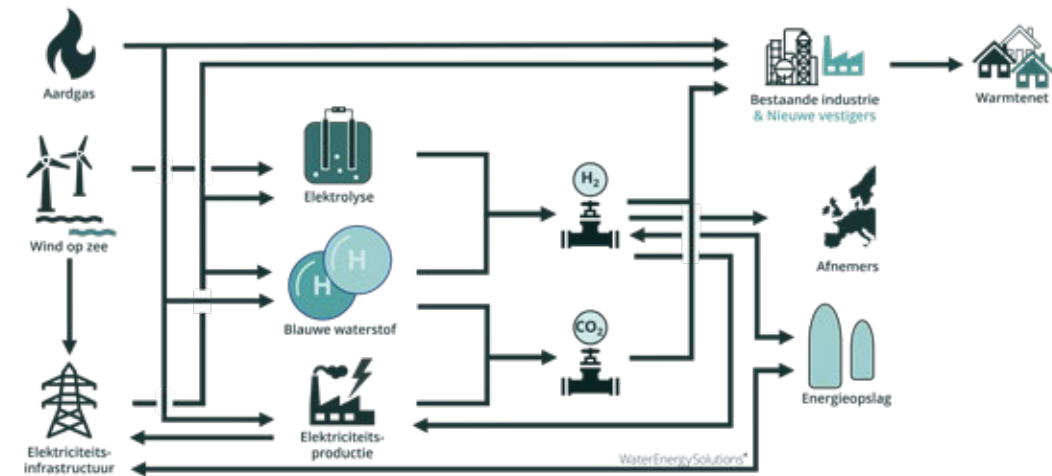 Aardgas
Bestaande industrie
& Nieuwe vestigers
Warmtenet
Elektrolyse
H₂
Wind op zee
H
H
Afnemers
Blauwe waterstof
CO₂
Energieopslag
Elektriciteits-
infrastructuur
Elektriciteits-
productie
WaterEnergySolutions